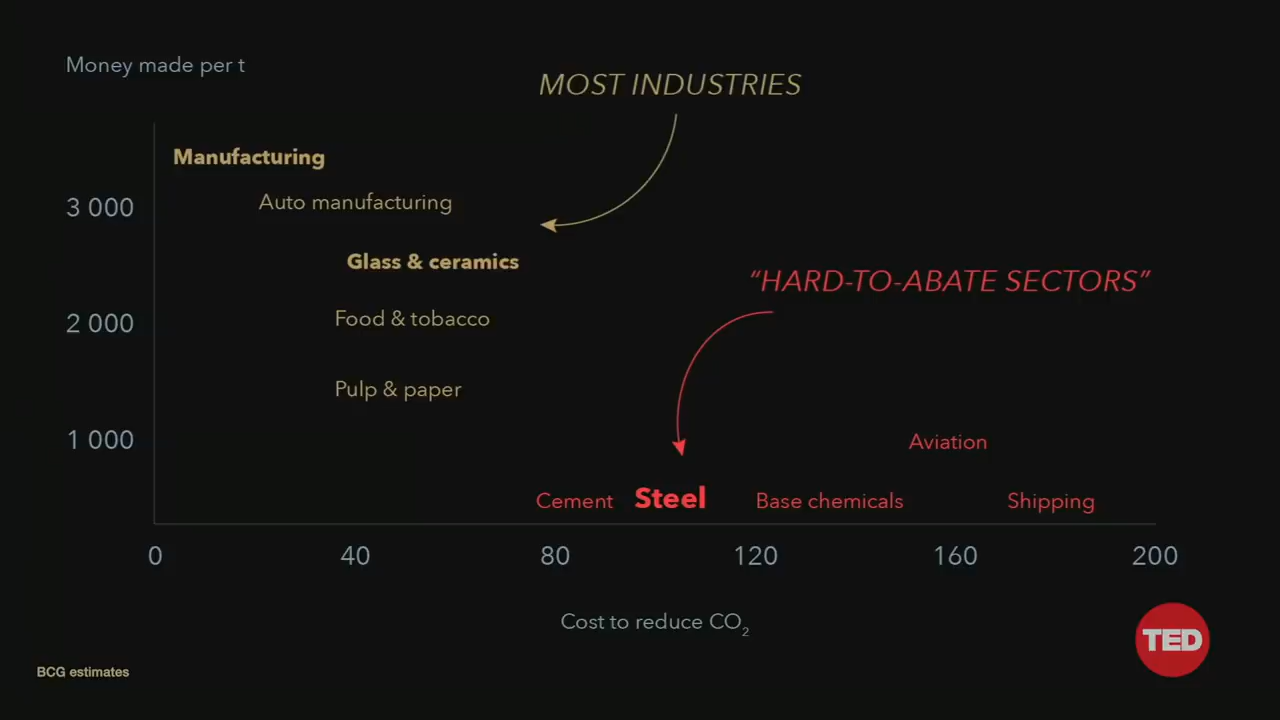 Money made per t
MOST INDUSTRIES
Manufacturing
3 000
Auto manufacturing
Glass & ceramics
"HARD-TO-ABATE SECTORS"
2 000
Food & tobacco
Pulp & paper
1 000
Aviation
Cement
Steel
Base chemicals
Shipping
0 40 80 120 160 200
Cost to reduce CO₂
TED
BCG estimates